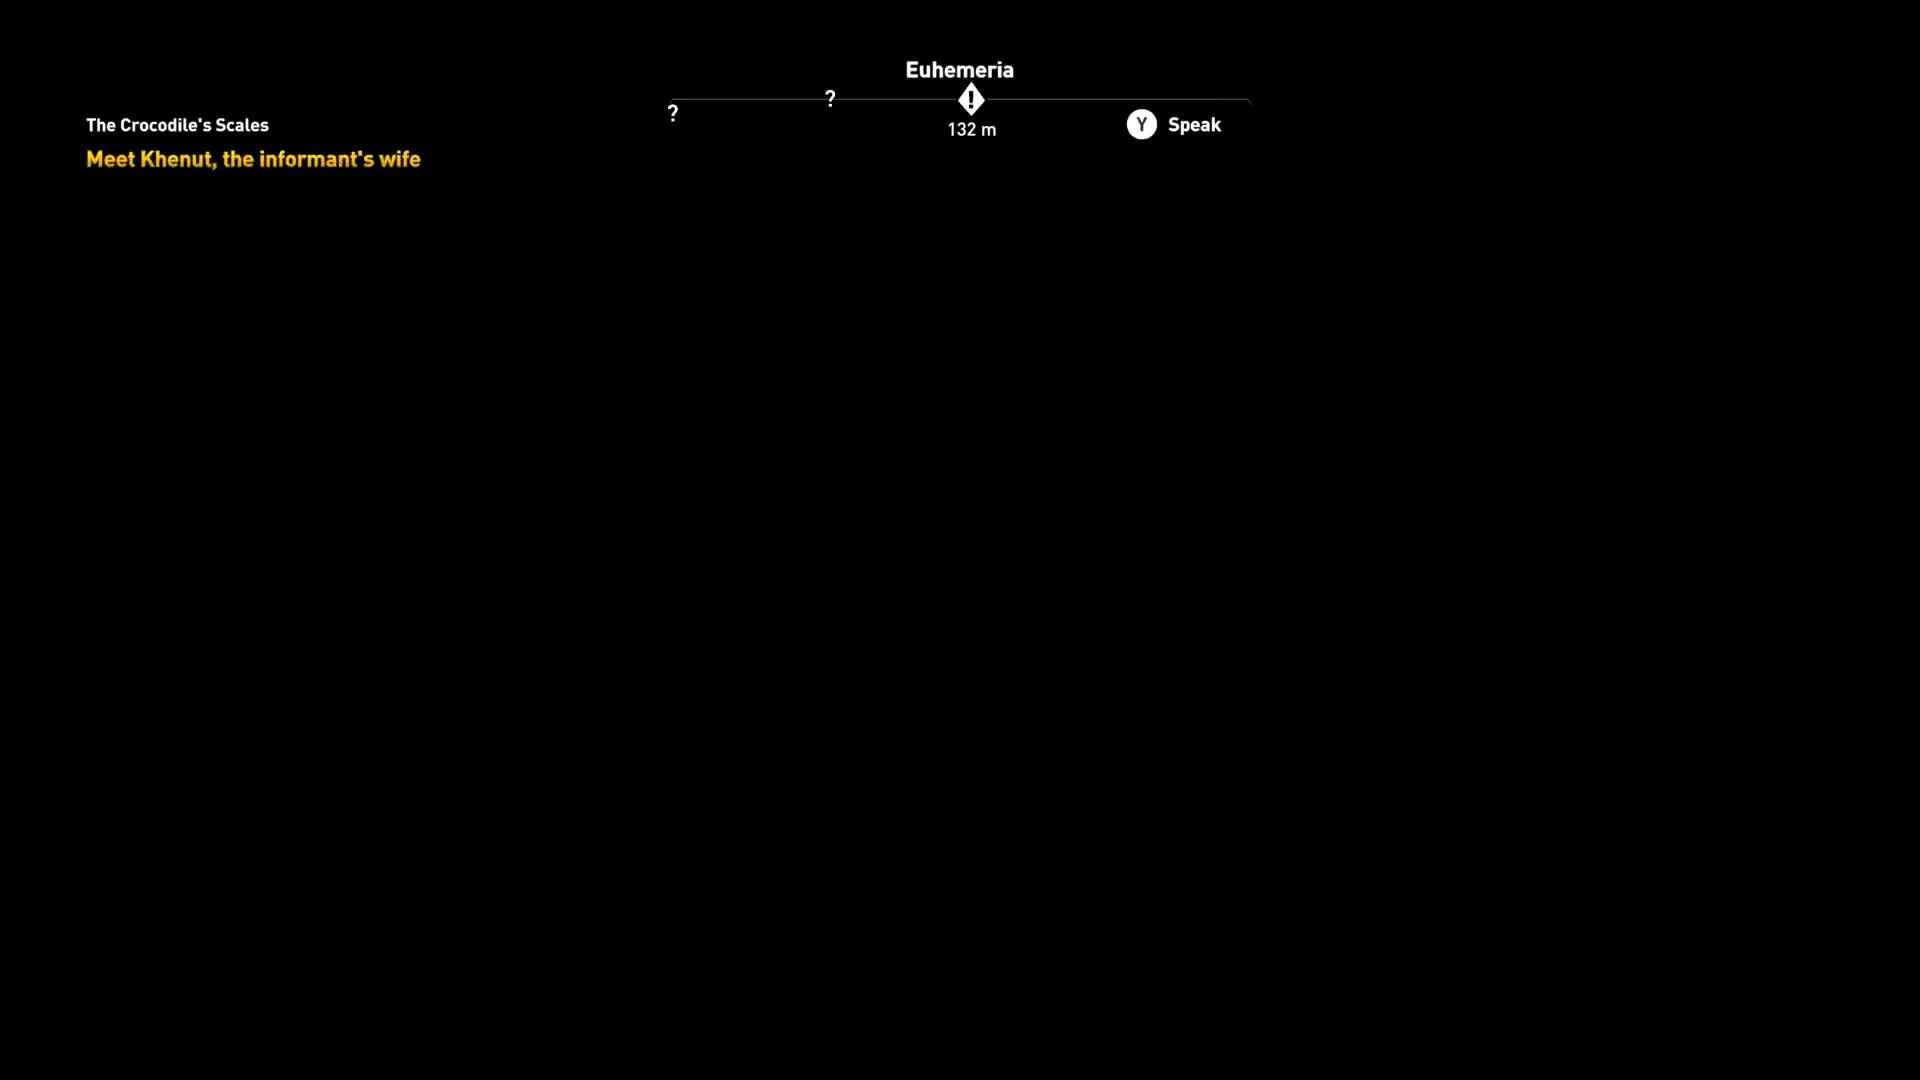 Euhemeria
?
?
!
132 m
Y Speak
The Crocodile's Scales
Meet Khenut, the informant's wife